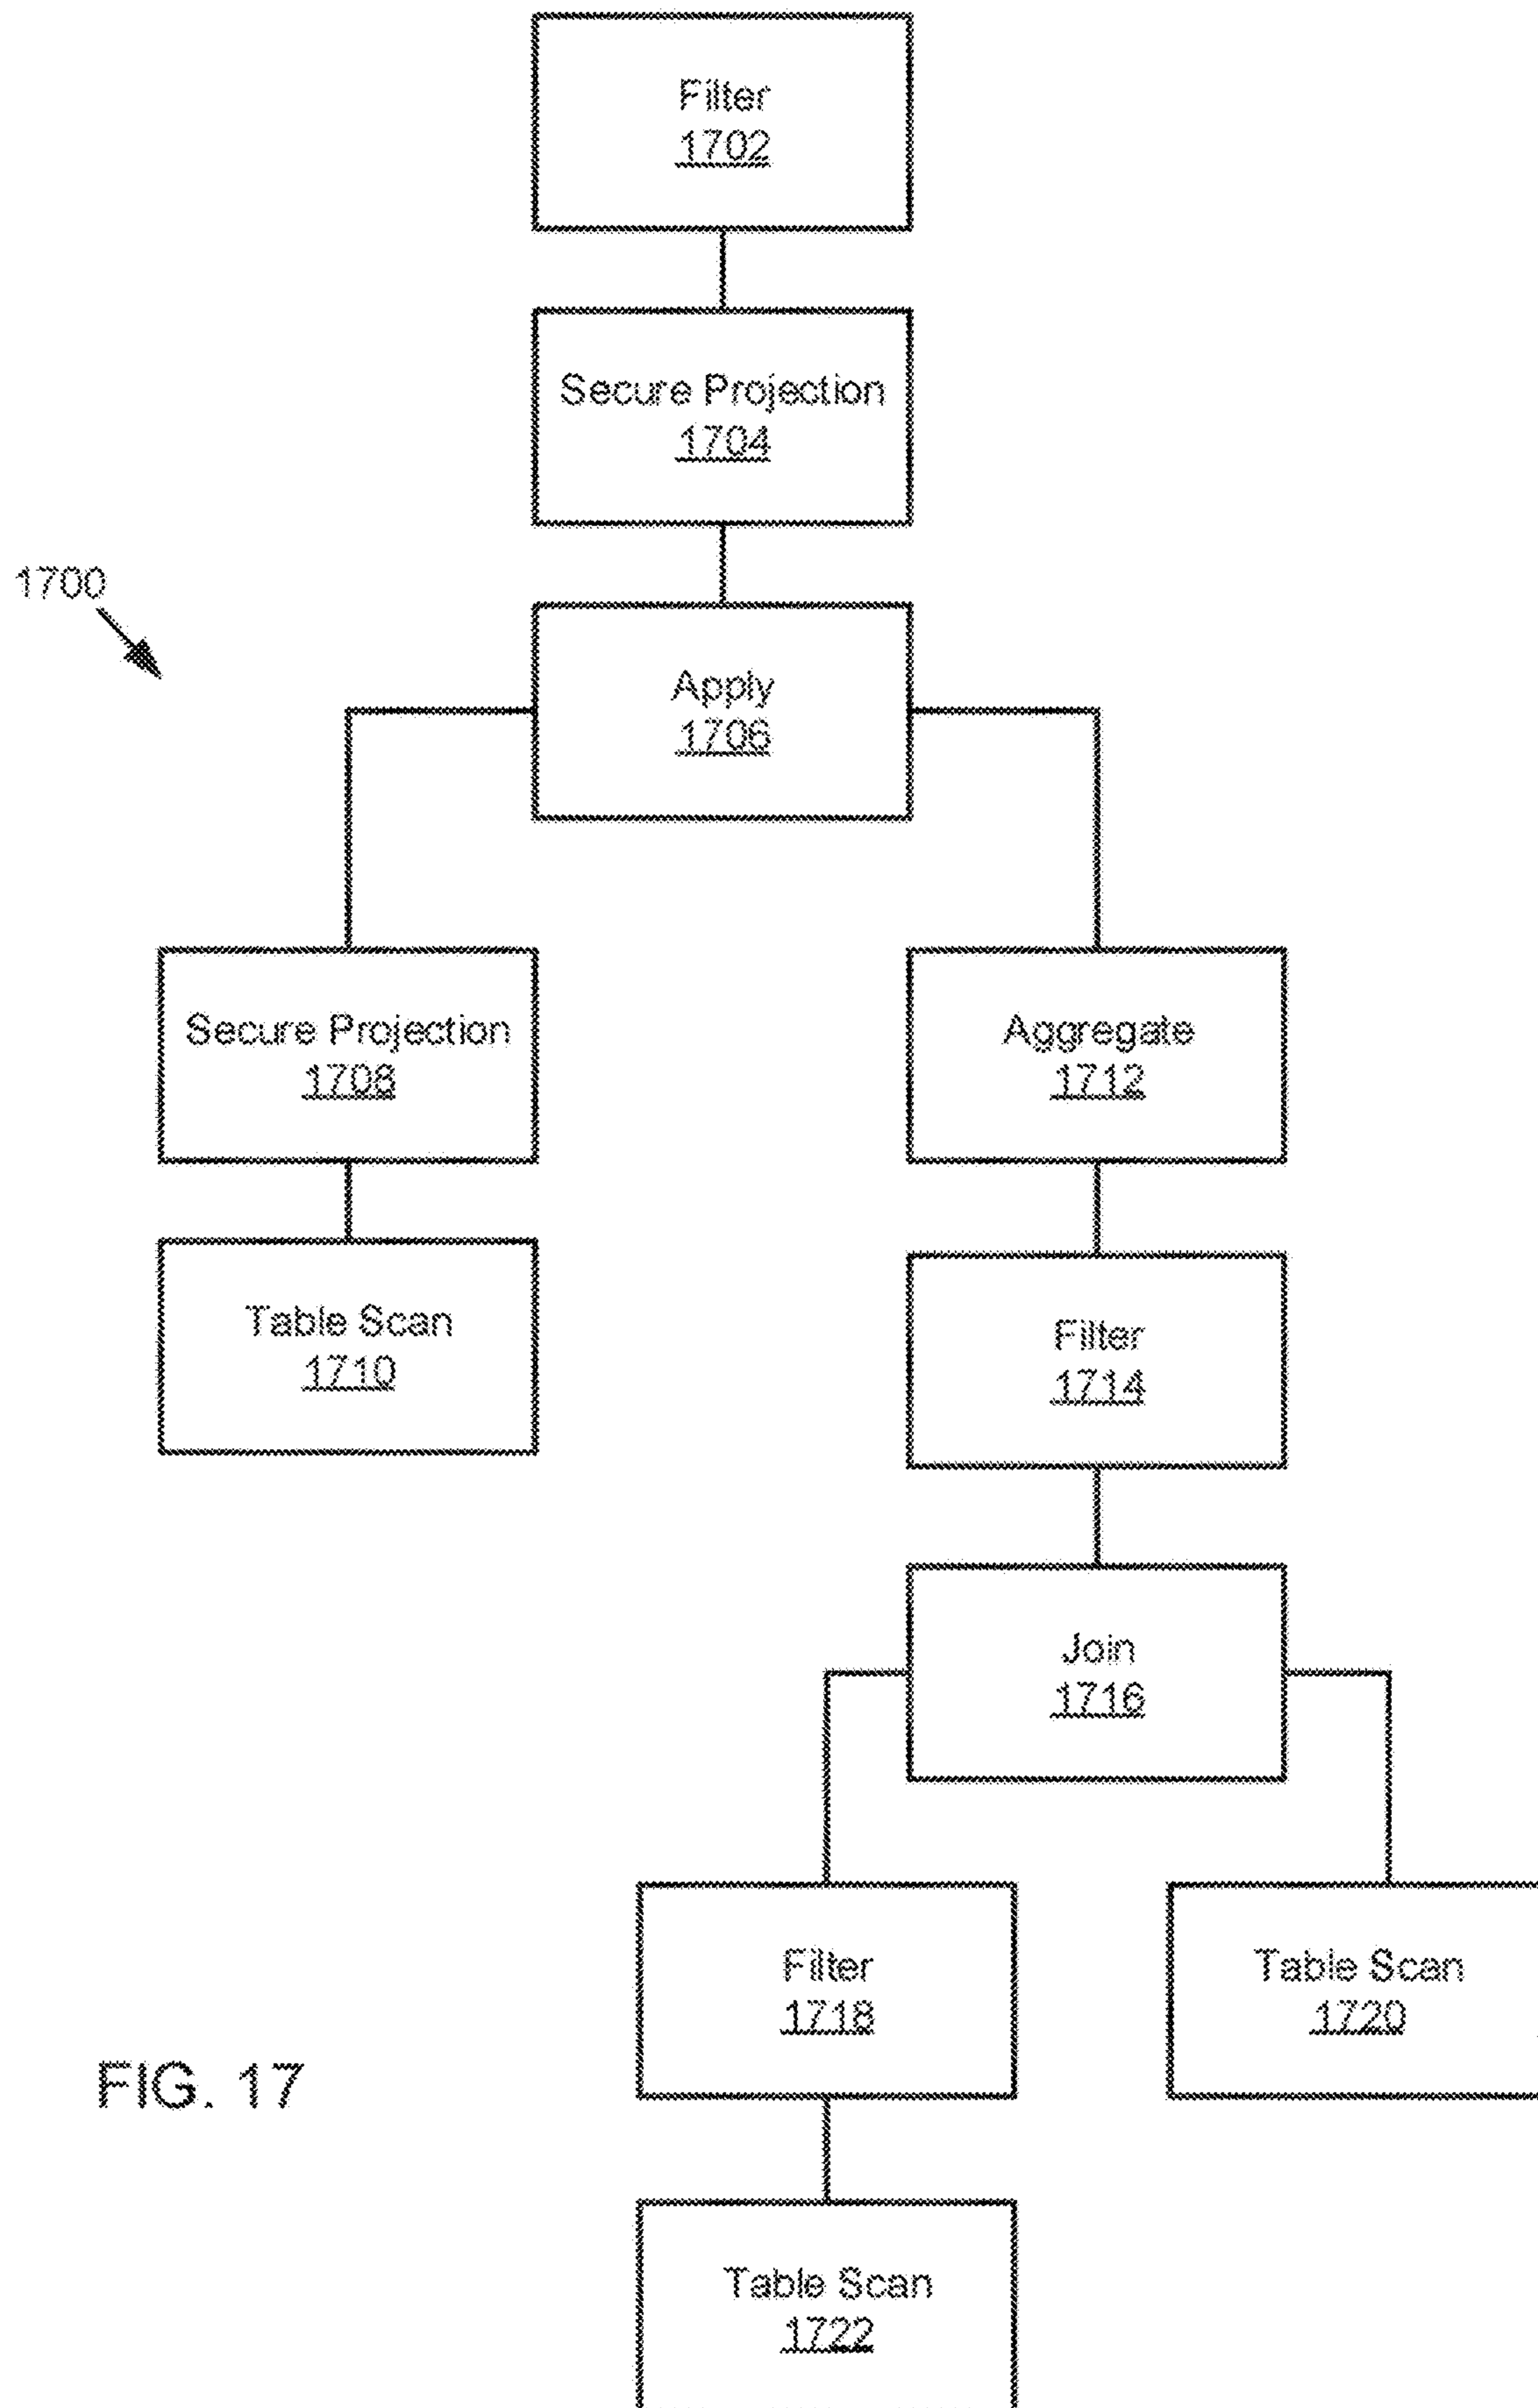 Filter
1702
Secure Projection
1704
1700
Apply
1706
Secure Projection
1708
Aggregate
1712
Table Scan
1710
Filter
1714
Join
1716
Filter
1718
Table Scan
1720
FIG. 17
Table Scan
1722